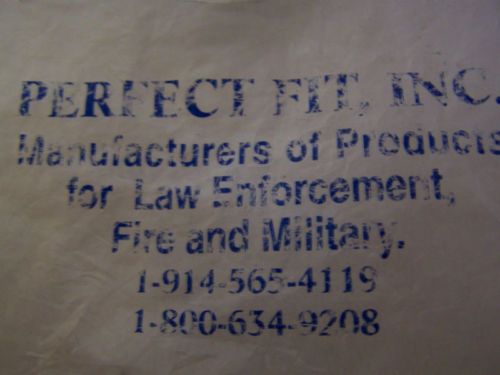 PERFECT FIT, INC.
Manufacturers of Products
for Law Enforcement,
Fire and Military.
1-914-565-4119
1-800-634-9208